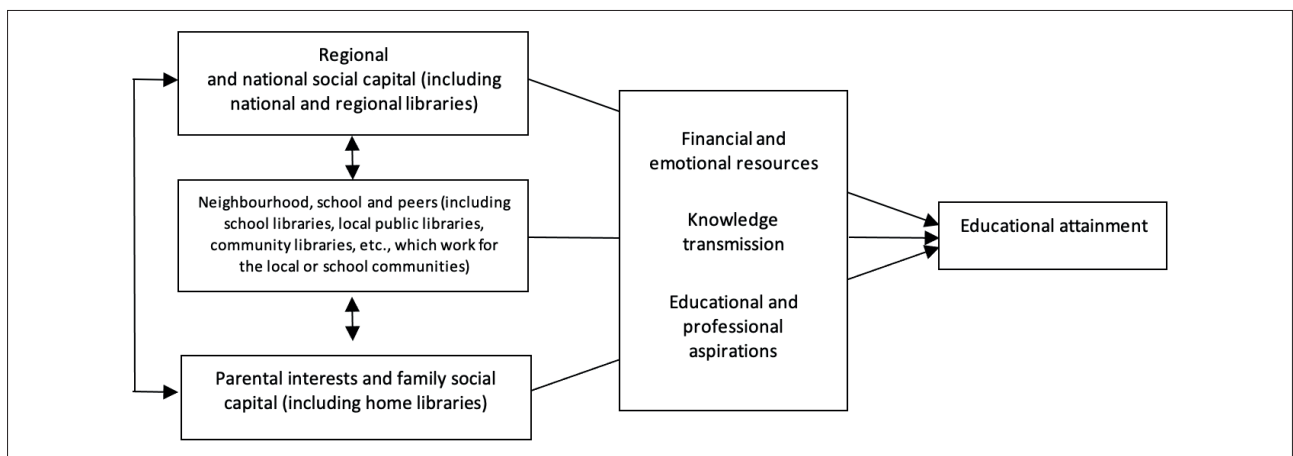 Regional
and national social capital (including
national and regional libraries)
Neighbourhood, school and peers (including
school libraries, local public libraries,
community libraries, etc., which work for
the local or school communities)
Parental interests and family social
capital (including home libraries)
Financial and
emotional resources
Knowledge
transmission
Educational and
professional
aspirations
Educational attainment